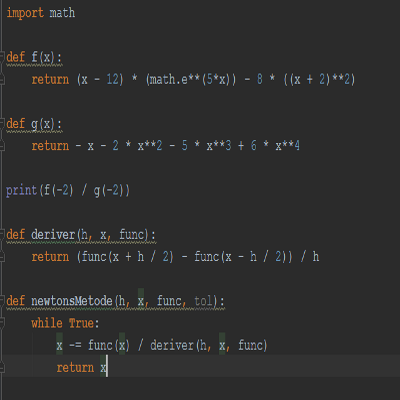 import math
def f(x):
    return (x - 12) * (math.e**(5*x)) - 8 * ((x + 2)**2)
def g(x):
    return - x - 2 * x**2 - 5 * x**3 + 6 * x**4
print(f(-2) / g(-2))
def deriver(h, x, func):
    return (func(x + h / 2) - func(x - h / 2)) / h
def newtonsMetode(h, x, func, tol):
    while True:
        x -= func(x) / deriver(h, x, func)
        return x